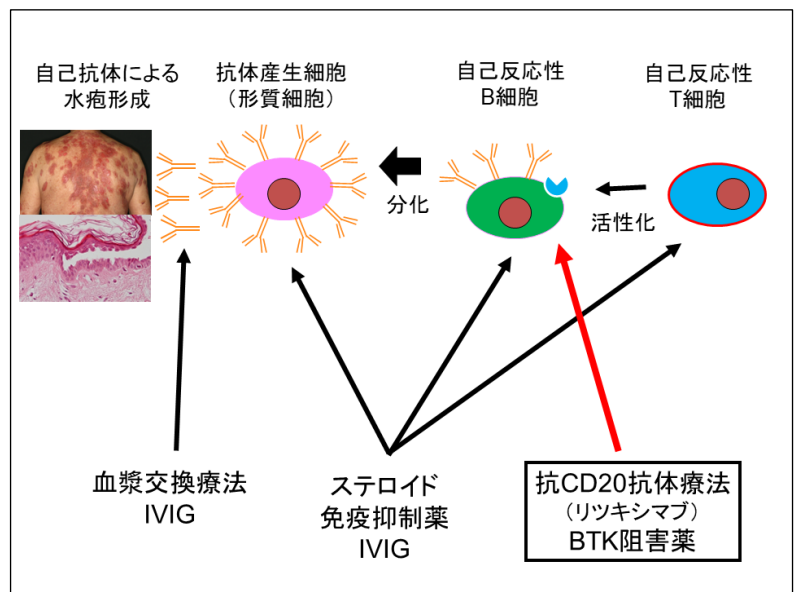 自己抗体による
水疱形成
抗体産生細胞
（形質細胞）
自己反応性
B細胞
自己反応性
T細胞
分化
活性化
血漿交換療法
IVIG
ステロイド
免疫抑制薬
IVIG
抗CD20抗体療法
（リツキシマブ）
BTK阻害薬